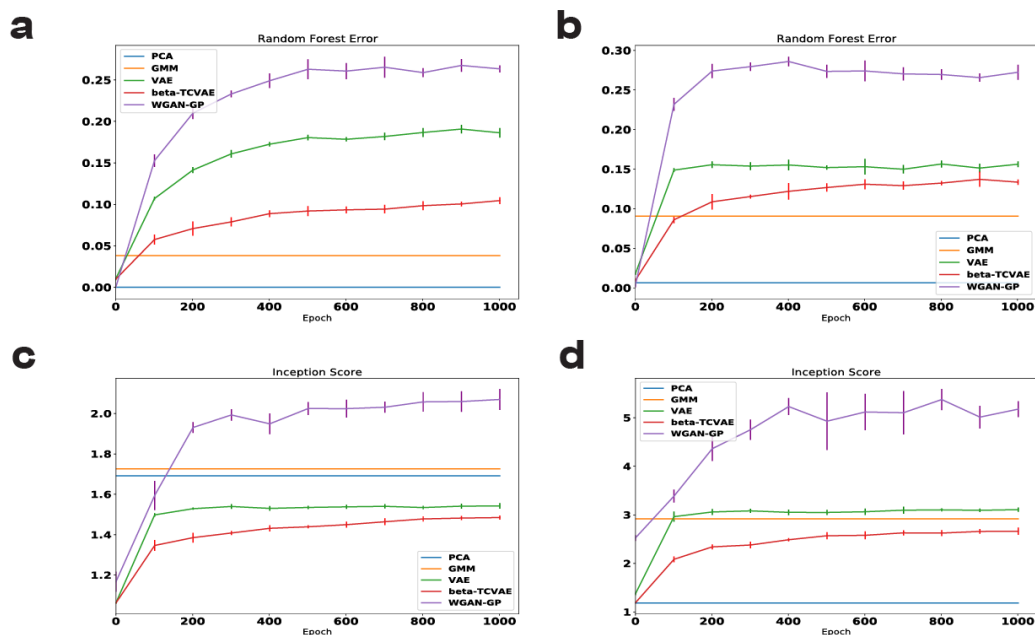 a
Random Forest Error
PCA
GMM
VAE
beta-TCVAE
WGAN-GP
0.25
0.20
0.15
0.10
0.05
0.00
0 200 400 600 800 1000
Epoch
b
Random Forest Error
0.30
0.25
0.20
0.15
0.10
0.05
0.00
PCA
GMM
VAE
beta-TCVAE
WGAN-GP
0 200 400 600 800 1000
Epoch
c
Inception Score
2.0
1.8
1.6
1.4
1.2
PCA
GMM
VAE
beta-TCVAE
WGAN-GP
0 200 400 600 800 1000
Epoch
d
Inception Score
PCA
GMM
VAE
beta-TCVAE
WGAN-GP
5
4
3
2
1
0 200 400 600 800 1000
Epoch